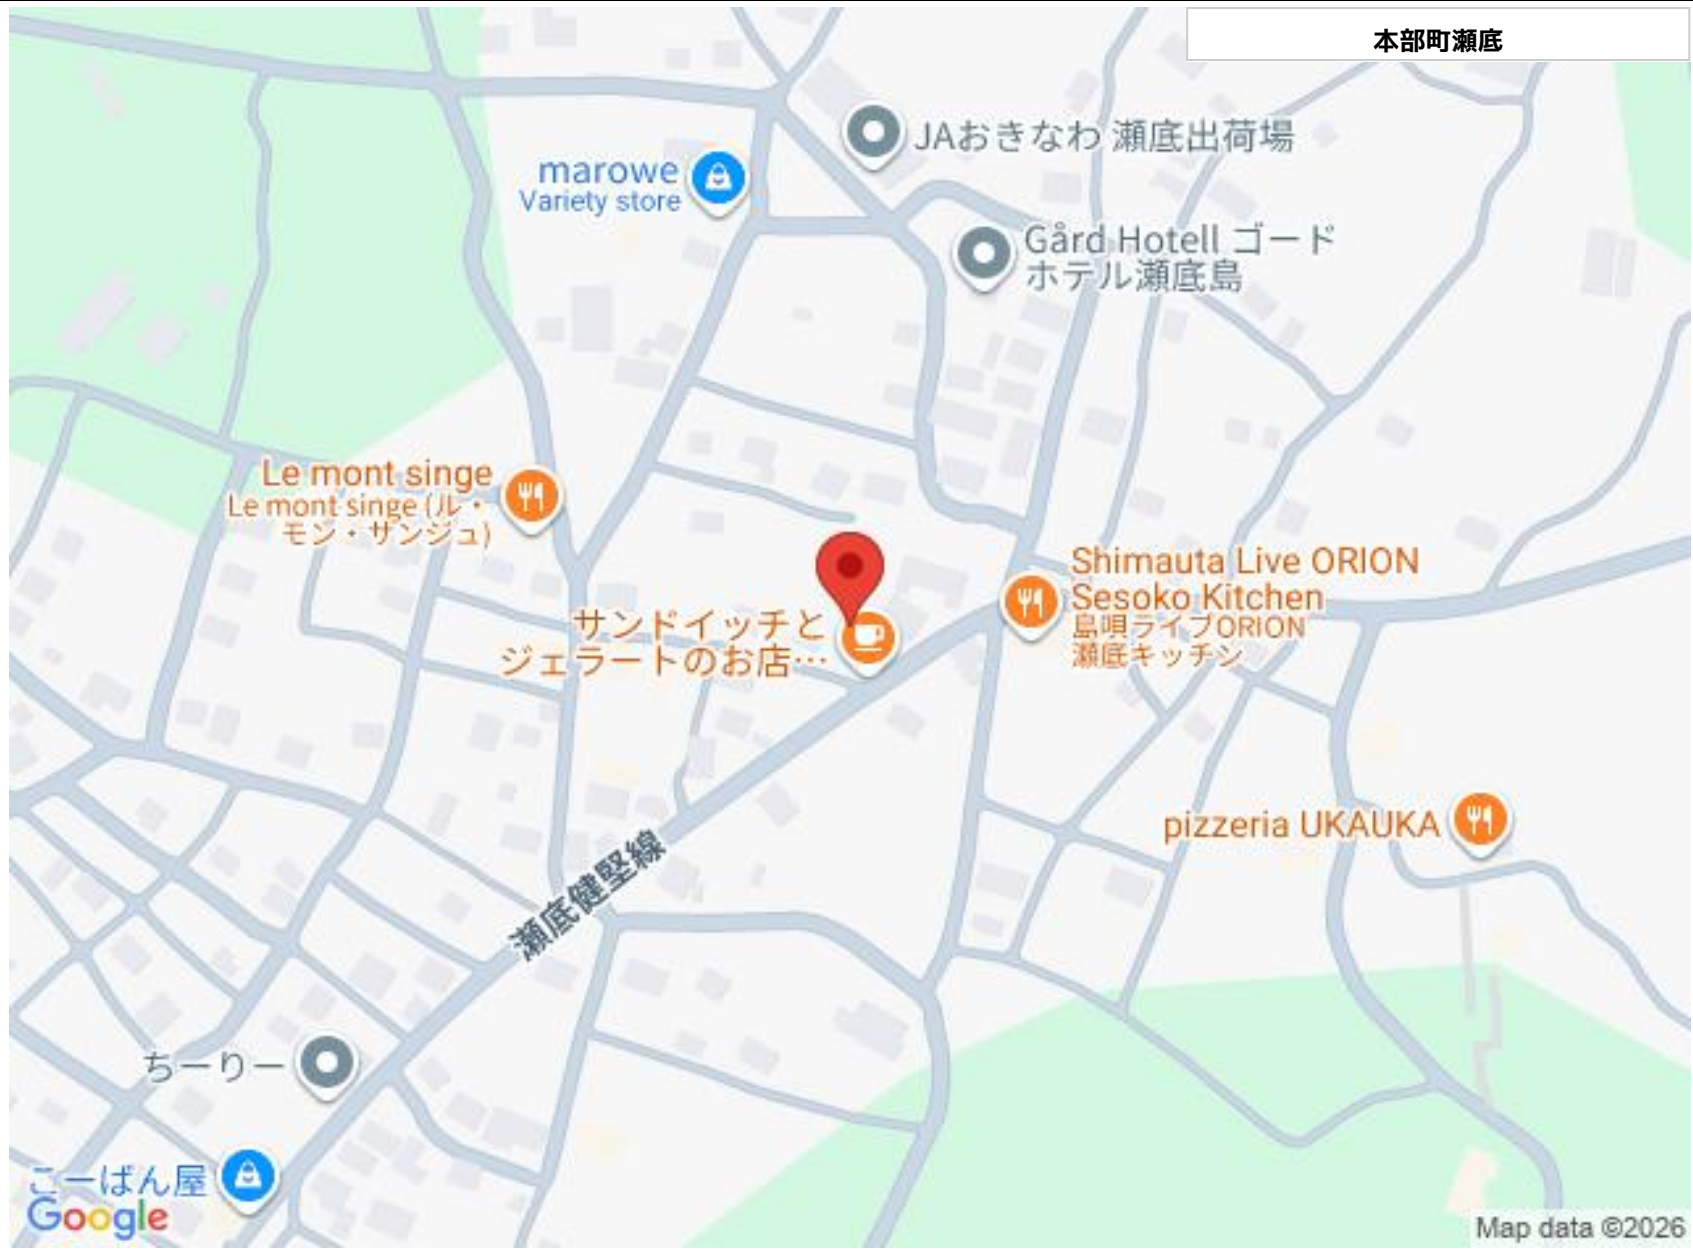 本部町瀬底
JAおきなわ 瀬底出荷場
marowe
Variety store
Gård Hotell ゴード
ホテル瀬底島
Le mont singe
Le mont singe (ル・
モン・サンジュ)
Shimauta Live ORION
Sesoko Kitchen
島唄ライブORION
瀬底キッチン
サンドイッチと
ジェラートのお店…
pizzeria UKAUKA
瀬底健堅線
ちーりー
こーばん屋
Google
Map data ©2026